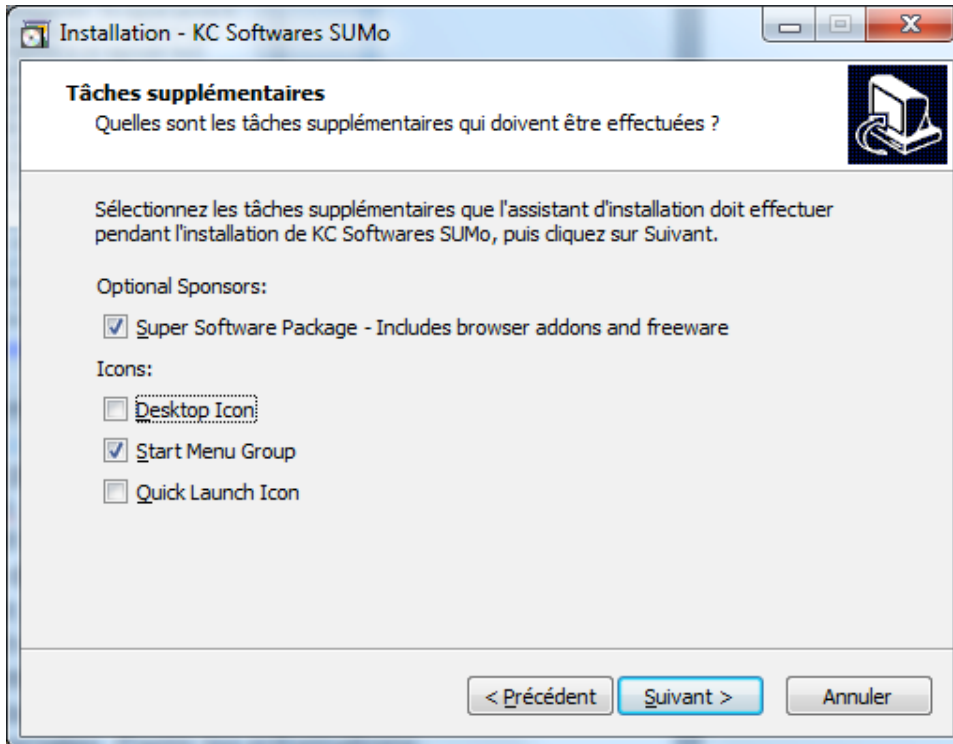 Installation - KC Softwares SUMo
Tâches supplémentaires
Quelles sont les tâches supplémentaires qui doivent être effectuées ?
Sélectionnez les tâches supplémentaires que l'assistant d'installation doit effectuer
pendant l'installation de KC Softwares SUMo, puis cliquez sur Suivant.
Optional Sponsors:
Super Software Package - Includes browser addons and freeware
Icons:
Desktop Icon
Start Menu Group
Quick Launch Icon
< Précédent
Suivant >
Annuler